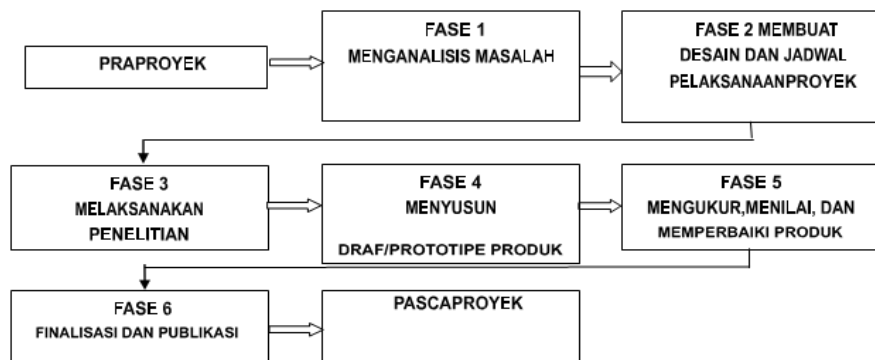 PRAPROYEK
FASE 1
MENGANALISIS MASALAH
FASE 2 MEMBUAT
DESAIN DAN JADWAL
PELAKSANAANPROYEK
FASE 3
MELAKSANAKAN
PENELITIAN
FASE 4
MENYUSUN
DRAF/PROTOTIPE PRODUK
FASE 5
MENGUKUR,MENILAI, DAN
MEMPERBAIKI PRODUK
FASE 6
FINALISASI DAN PUBLIKASI
PASCAPROYEK